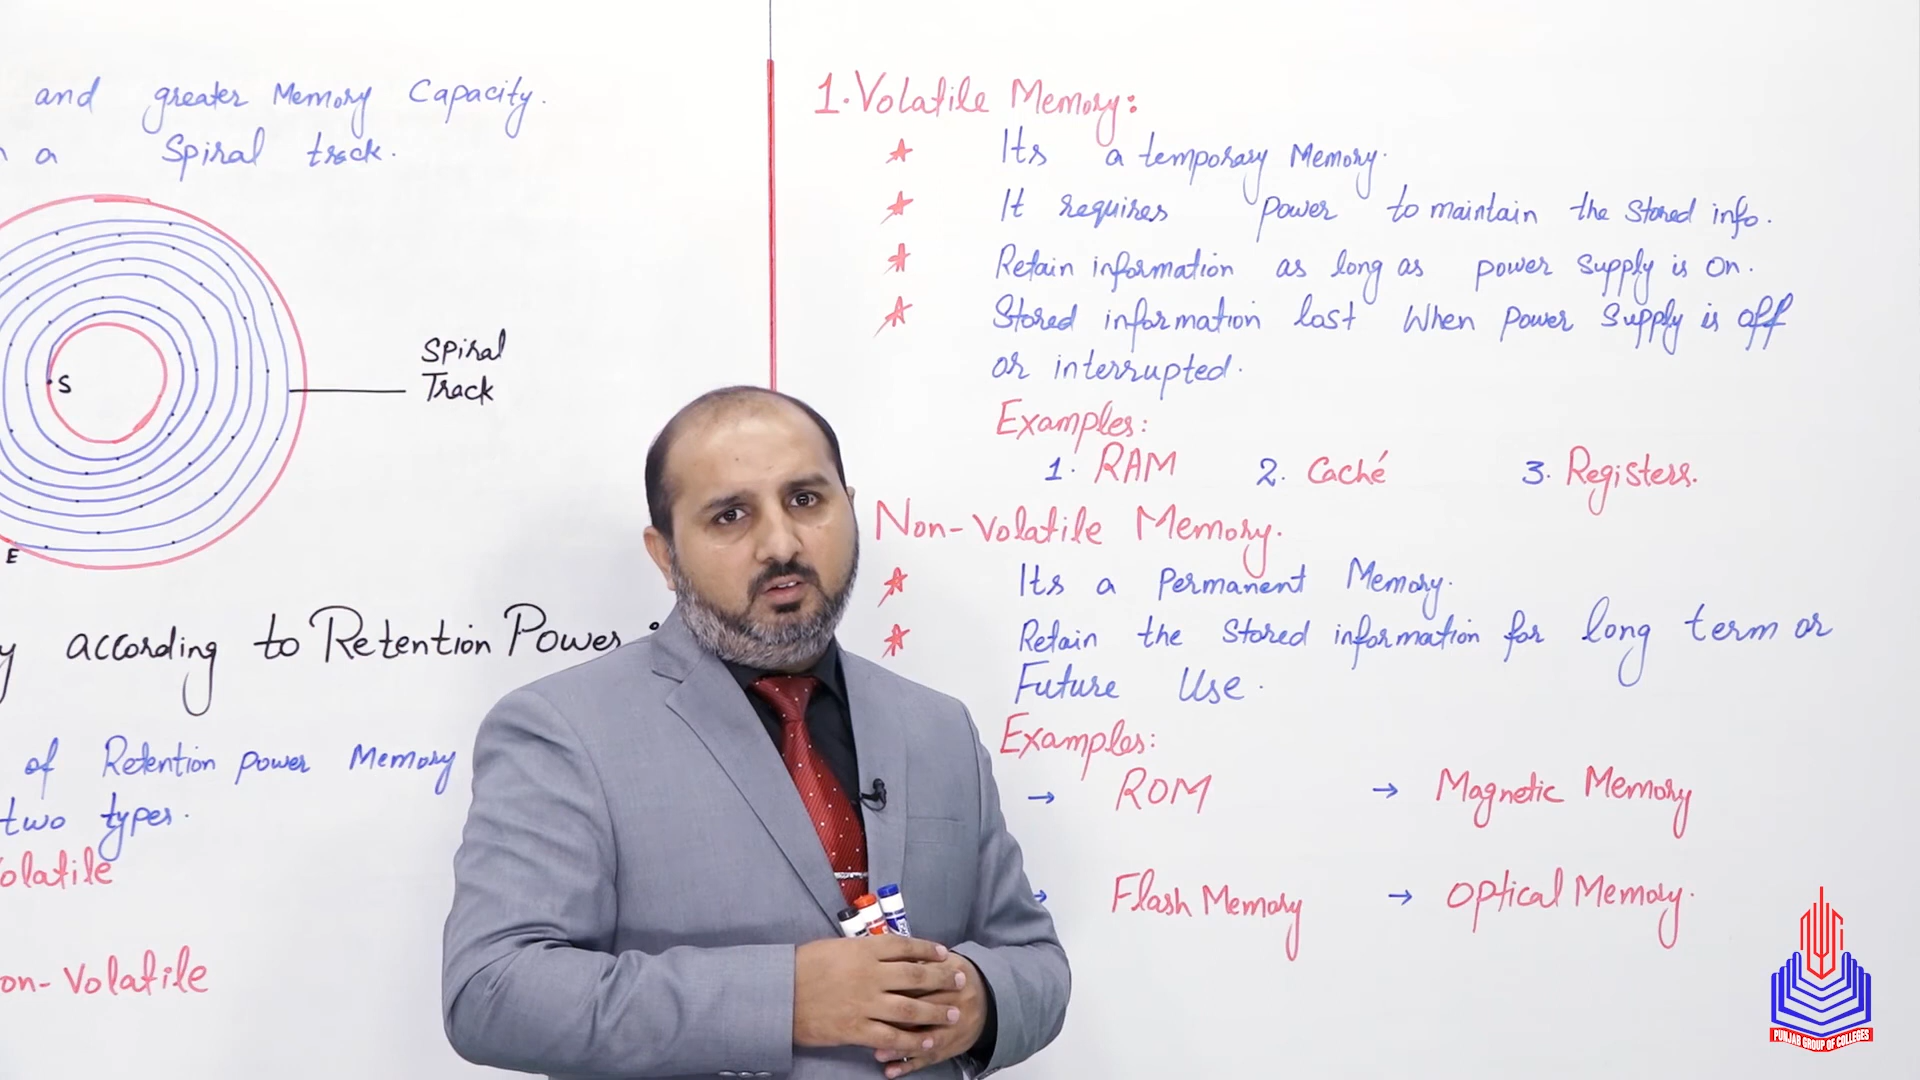 and greater Memory Capacity.
a Spiral track.
S
Spiral
Track
E
according to Retention Power :
of Retention power Memory
two types.
olatile
on-Volatile
1. Volatile Memory:
Its a temporary Memory.
It requires power to maintain the stored info.
Retain information as long as power supply is on.
Stored information lost when power supply is off
or interrupted.
Examples:
1. RAM 2. Caché 3. Registers.
Non-Volatile Memory.
Its a Permanent Memory.
Retain the stored information for long term or
Future Use.
Examples:
→ ROM → Magnetic Memory
→ Flash Memory → Optical Memory.
PUNJAB GROUP OF COLLEGES